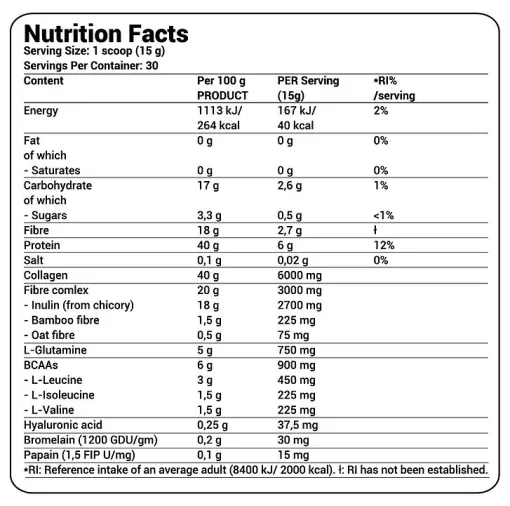 Nutrition Facts
Serving Size: 1 scoop (15 g)
Servings Per Container: 30
Content Per 100 g PER Serving *RI%
PRODUCT (15g) /serving
Energy 1113 kJ/ 167 kJ/ 2%
264 kcal 40 kcal
Fat 0 g 0 g 0%
of which
- Saturates 0 g 0 g 0%
Carbohydrate 17 g 2,6 g 1%
of which
- Sugars 3,3 g 0,5 g <1%
Fibre 18 g 2,7 g ƚ
Protein 40 g 6 g 12%
Salt 0,1 g 0,02 g 0%
Collagen 40 g 6000 mg
Fibre comlex 20 g 3000 mg
- Inulin (from chicory) 18 g 2700 mg
- Bamboo fibre 1,5 g 225 mg
- Oat fibre 0,5 g 75 mg
L-Glutamine 5 g 750 mg
BCAAs 6 g 900 mg
- L-Leucine 3 g 450 mg
- L-Isoleucine 1,5 g 225 mg
- L-Valine 1,5 g 225 mg
Hyaluronic acid 0,25 g 37,5 mg
Bromelain (1200 GDU/gm) 0,2 g 30 mg
Papain (1,5 FIP U/mg) 0,1 g 15 mg
*RI: Reference intake of an average adult (8400 kJ/ 2000 kcal). ƚ: RI has not been established.